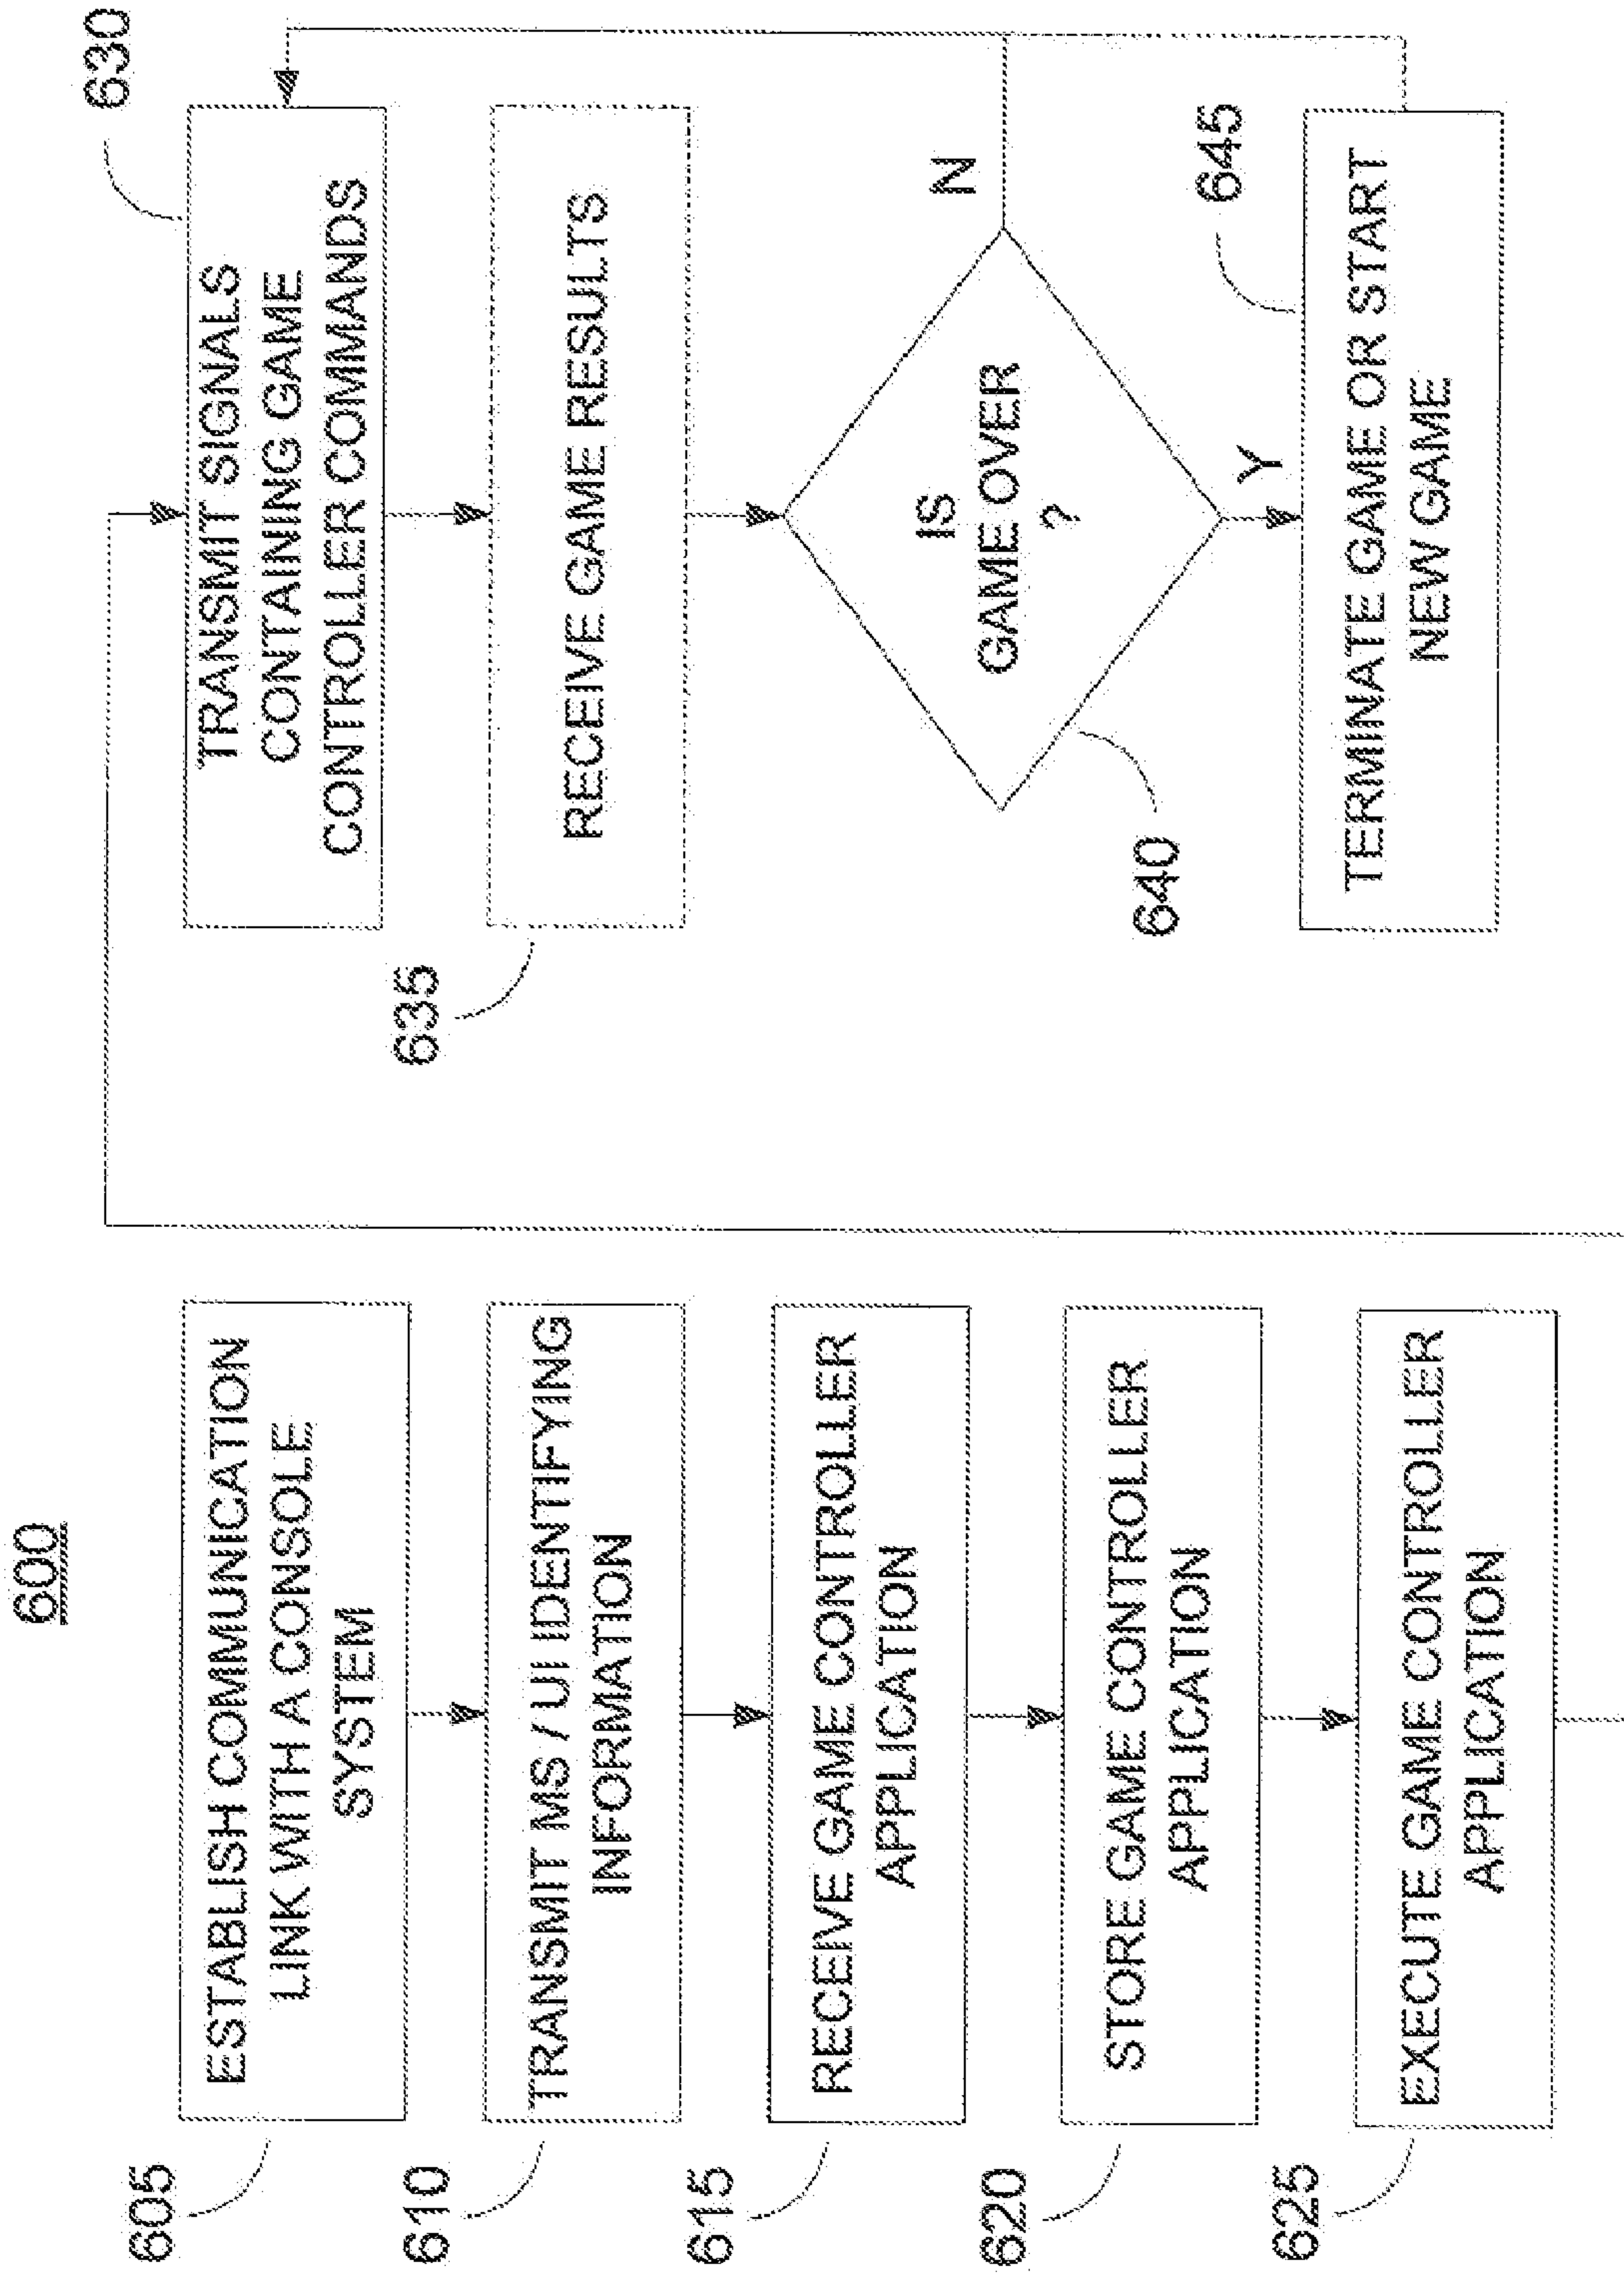 600
605
ESTABLISH COMMUNICATION
LINK WITH A CONSOLE
SYSTEM
610
TRANSMIT MS / UI IDENTIFYING
INFORMATION
615
RECEIVE GAME CONTROLLER
APPLICATION
620
STORE GAME CONTROLLER
APPLICATION
625
EXECUTE GAME CONTROLLER
APPLICATION
630
TRANSMIT SIGNALS
CONTAINING GAME
CONTROLLER COMMANDS
635
RECEIVE GAME RESULTS
640
IS
GAME OVER
?
N
Y
645
TERMINATE GAME OR START
NEW GAME